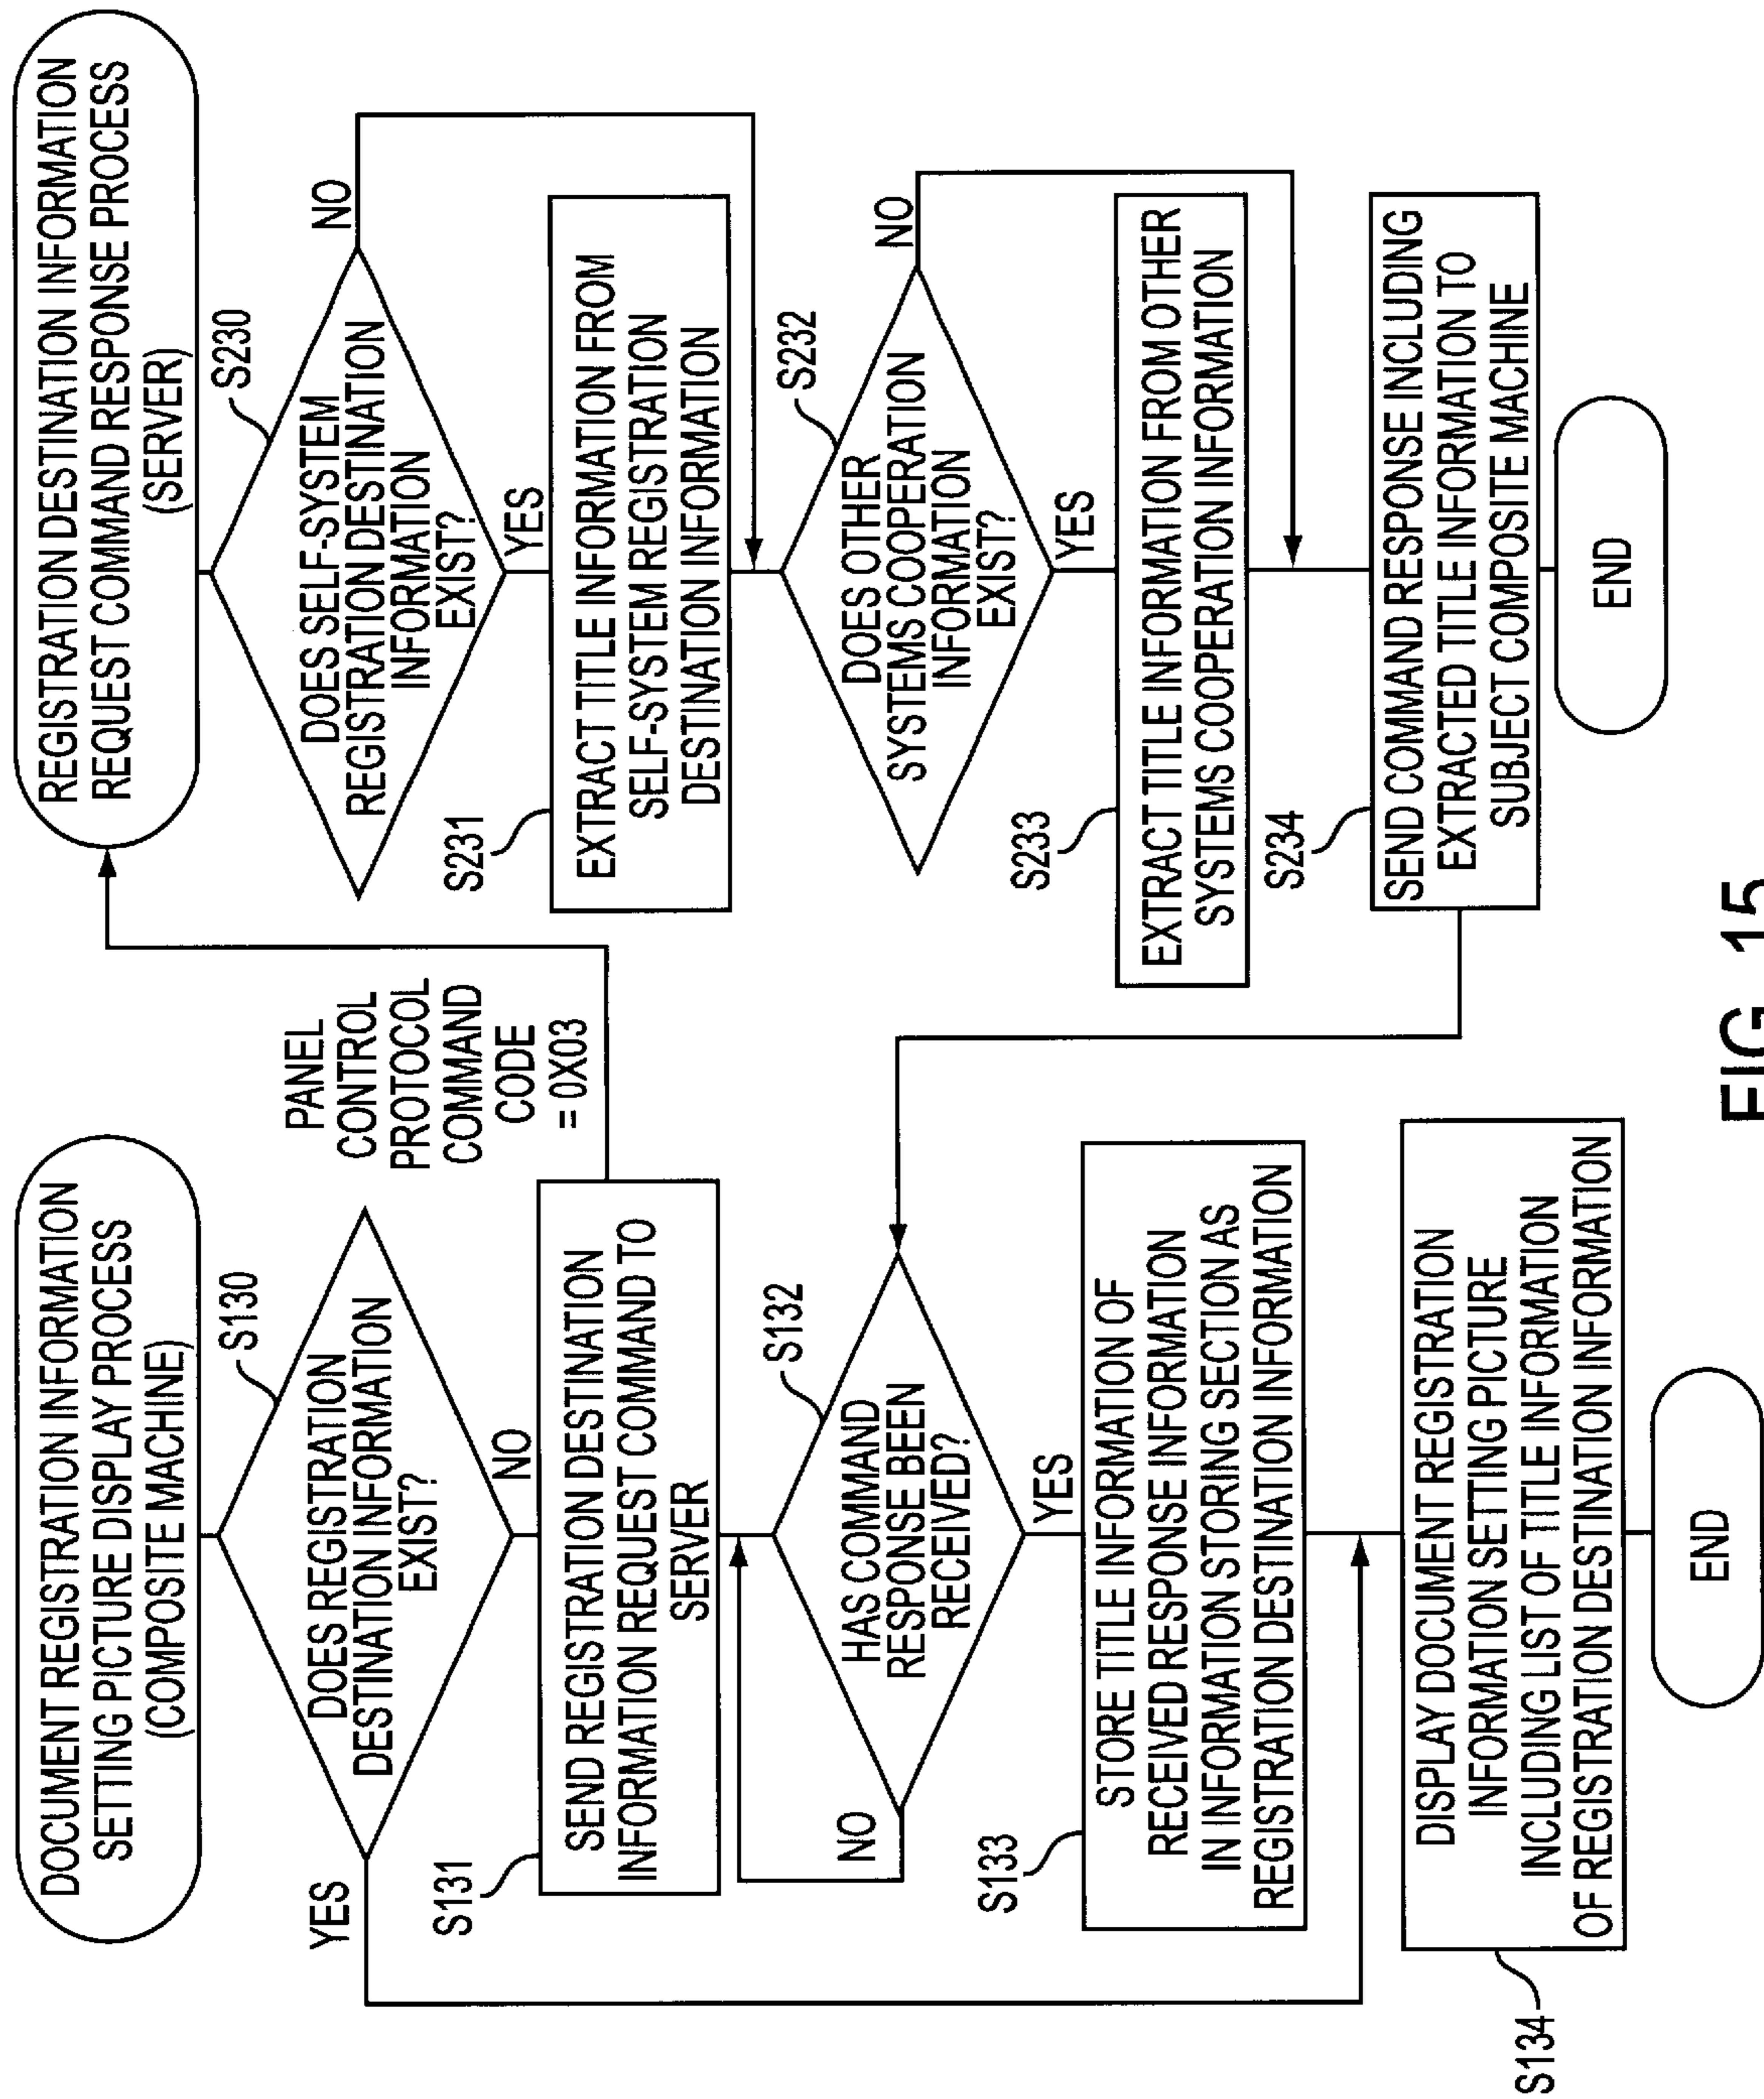 DOCUMENT REGISTRATION INFORMATION
SETTING PICTURE DISPLAY PROCESS
(COMPOSITE MACHINE)
S130
DOES REGISTRATION
DESTINATION INFORMATION
EXIST?
YES
NO
S131
SEND REGISTRATION DESTINATION
INFORMATION REQUEST COMMAND TO
SERVER
PANEL
CONTROL
PROTOCOL
COMMAND
CODE
= 0X03
S132
HAS COMMAND
RESPONSE BEEN
RECEIVED?
NO
YES
S133
STORE TITLE INFORMATION OF
RECEIVED RESPONSE INFORMATION
IN INFORMATION STORING SECTION AS
REGISTRATION DESTINATION INFORMATION
S134
DISPLAY DOCUMENT REGISTRATION
INFORMATION SETTING PICTURE
INCLUDING LIST OF TITLE INFORMATION
OF REGISTRATION DESTINATION INFORMATION
END
REGISTRATION DESTINATION INFORMATION
REQUEST COMMAND RESPONSE PROCESS
(SERVER)
S230
DOES SELF-SYSTEM
REGISTRATION DESTINATION
INFORMATION
EXIST?
NO
YES
S231
EXTRACT TITLE INFORMATION FROM
SELF-SYSTEM REGISTRATION
DESTINATION INFORMATION
S232
DOES OTHER
SYSTEMS COOPERATION
INFORMATION
EXIST?
NO
YES
S233
EXTRACT TITLE INFORMATION FROM OTHER
SYSTEMS COOPERATION INFORMATION
S234
SEND COMMAND RESPONSE INCLUDING
EXTRACTED TITLE INFORMATION TO
SUBJECT COMPOSITE MACHINE
END
FIG. 15